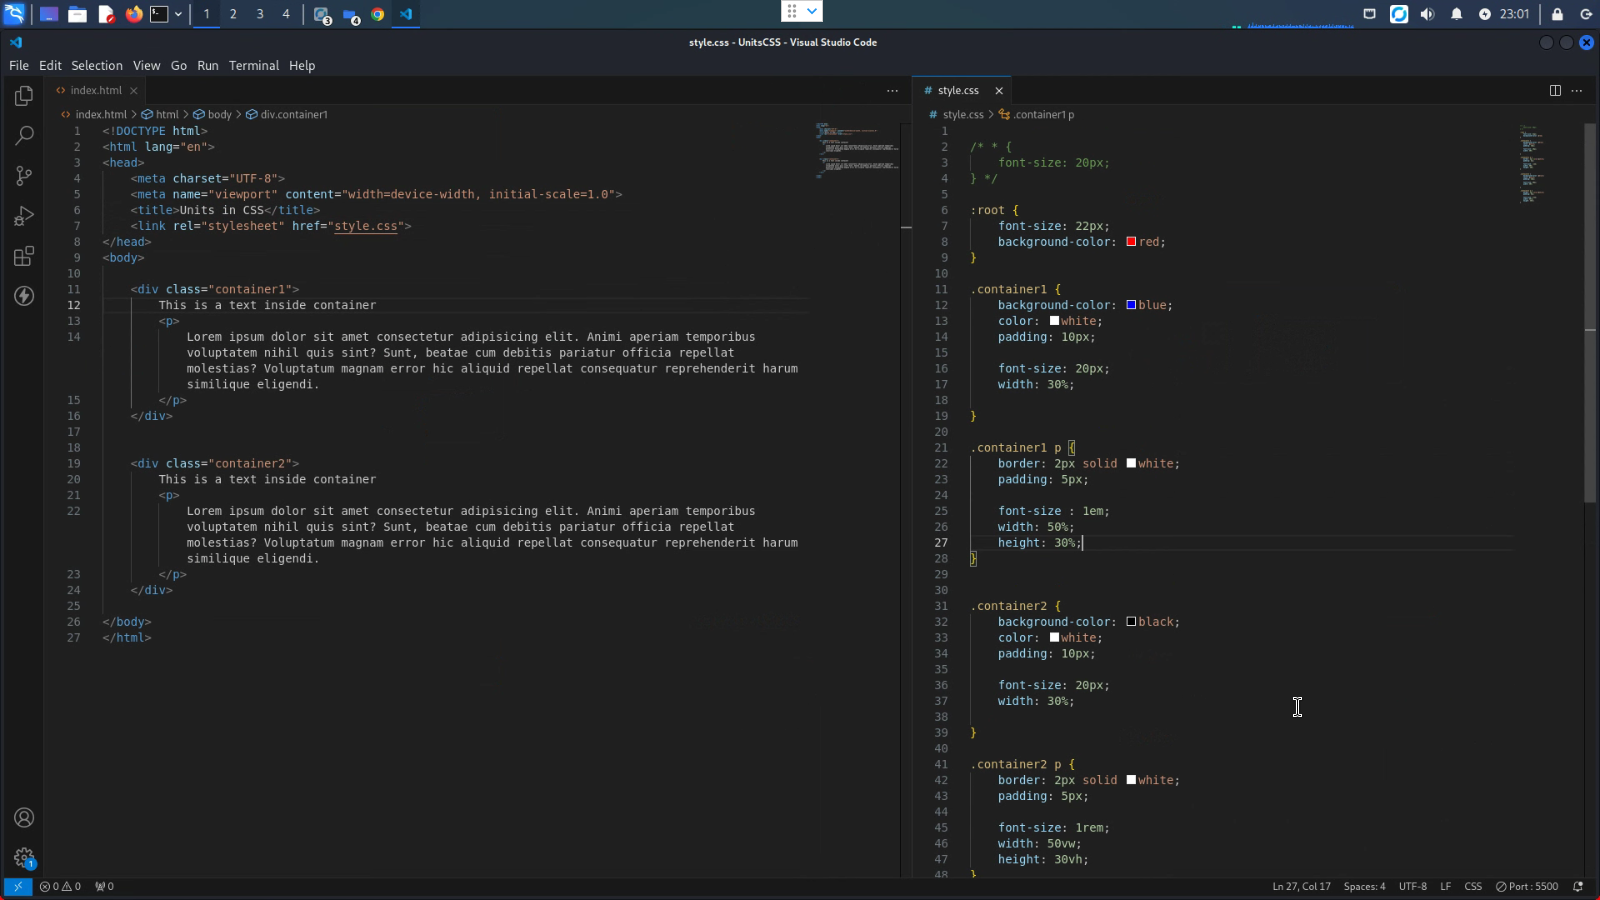 1 2 3 4 3 4 23:01
style.css - UnitsCSS - Visual Studio Code
File Edit Selection View Go Run Terminal Help
index.html
index.html html body div.container1
1 <!DOCTYPE html>
2 <html lang="en">
3 <head>
4 <meta charset="UTF-8">
5 <meta name="viewport" content="width=device-width, initial-scale=1.0">
6 <title>Units in CSS</title>
7 <link rel="stylesheet" href="style.css">
8 </head>
9 <body>
10
11 <div class="container1">
12 This is a text inside container
13 <p>
14 Lorem ipsum dolor sit amet consectetur adipisicing elit. Animi aperiam temporibus
voluptatem nihil quis sint? Sunt, beatae cum debitis pariatur officia repellat
molestias? Voluptatum magnam error hic aliquid repellat consequatur reprehenderit harum
similique eligendi.
15 </p>
16 </div>
17
18
19 <div class="container2">
20 This is a text inside container
21 <p>
22 Lorem ipsum dolor sit amet consectetur adipisicing elit. Animi aperiam temporibus
voluptatem nihil quis sint? Sunt, beatae cum debitis pariatur officia repellat
molestias? Voluptatum magnam error hic aliquid repellat consequatur reprehenderit harum
similique eligendi.
23 </p>
24 </div>
25
26 </body>
27 </html>
# style.css
# style.css .container1 p
1
2 /* * {
3 font-size: 20px;
4 } */
5
6 :root {
7 font-size: 22px;
8 background-color: red;
9 }
10
11 .container1 {
12 background-color: blue;
13 color: white;
14 padding: 10px;
15
16 font-size: 20px;
17 width: 30%;
18
19 }
20
21 .container1 p {
22 border: 2px solid white;
23 padding: 5px;
24
25 font-size : 1em;
26 width: 50%;
27 height: 30%;
28 }
29
30
31 .container2 {
32 background-color: black;
33 color: white;
34 padding: 10px;
35
36 font-size: 20px;
37 width: 30%;
38
39 }
40
41 .container2 p {
42 border: 2px solid white;
43 padding: 5px;
44
45 font-size: 1rem;
46 width: 50vw;
47 height: 30vh;
48 }
1
0 0 0 Ln 27, Col 17 Spaces: 4 UTF-8 LF CSS Port : 5500